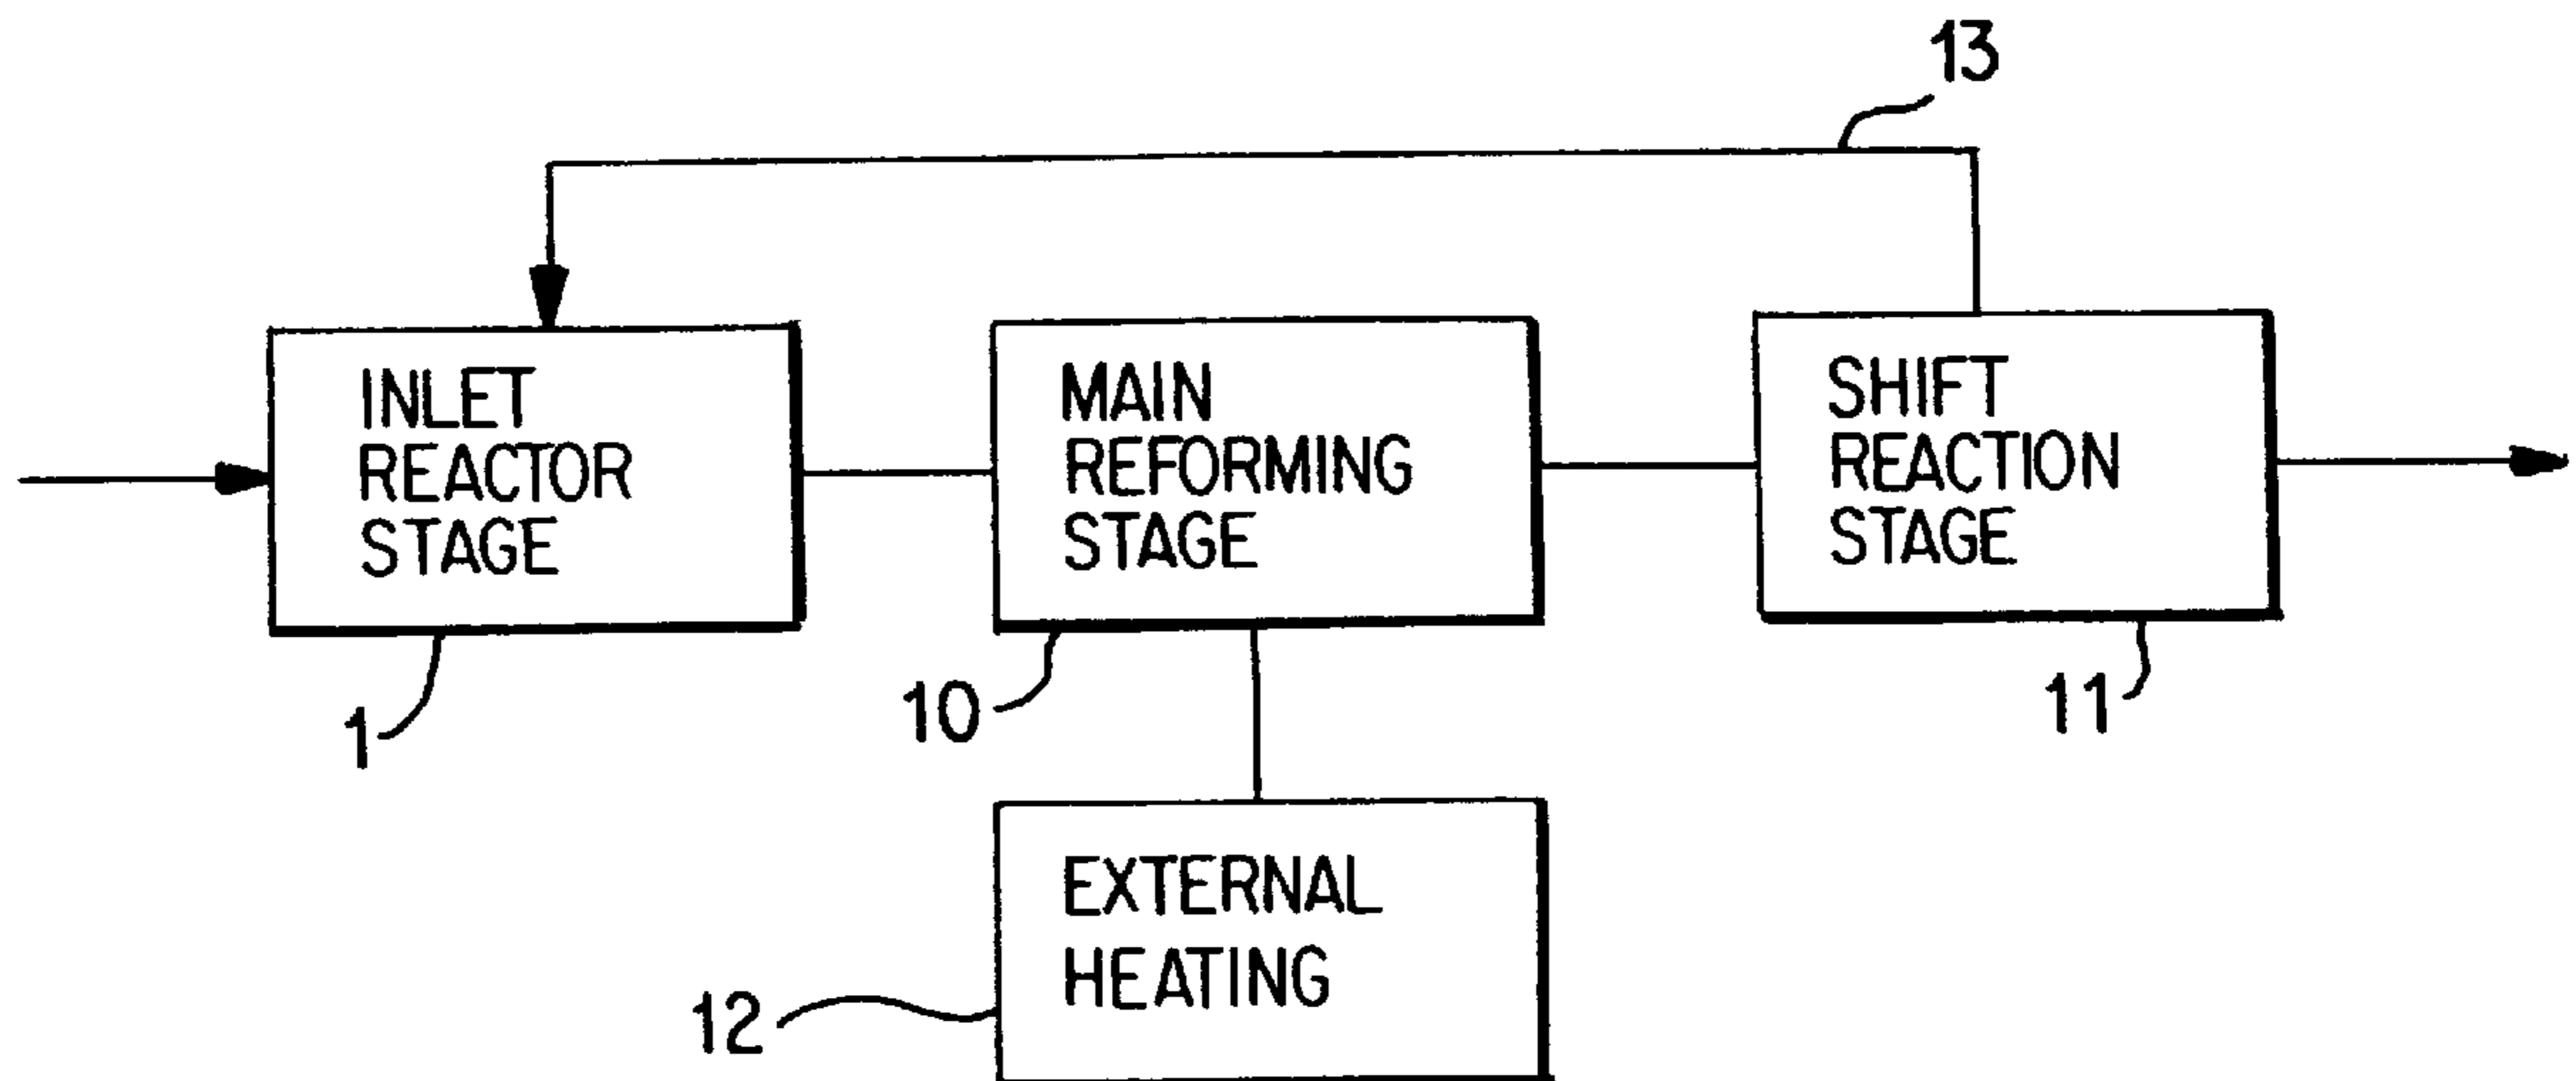 13
INLET
REACTOR
STAGE
MAIN
REFORMING
STAGE
SHIFT
REACTION
STAGE
1
10
11
EXTERNAL
HEATING
12